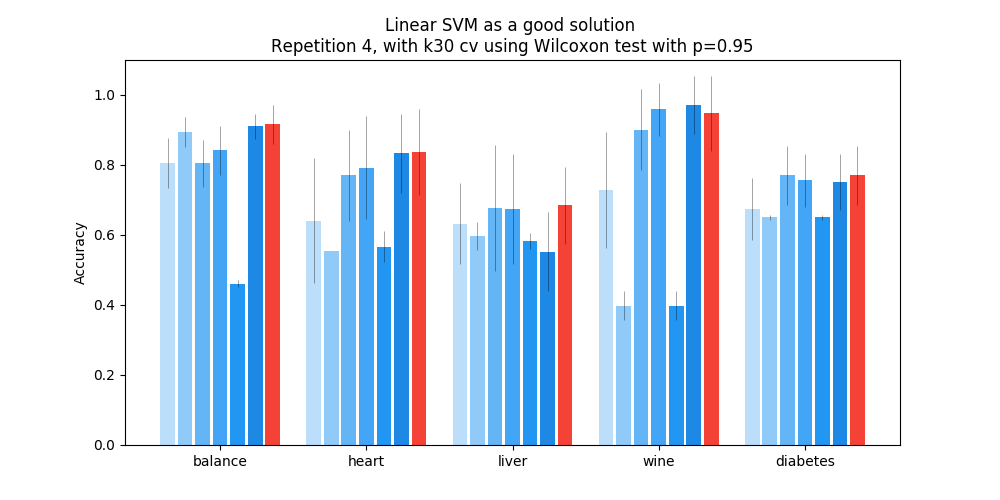 Linear SVM as a good solution
Repetition 4, with k30 cv using Wilcoxon test with p=0.95
1.0
0.8
0.6
0.4
0.2
0.0
Accuracy
balance heart liver wine diabetes